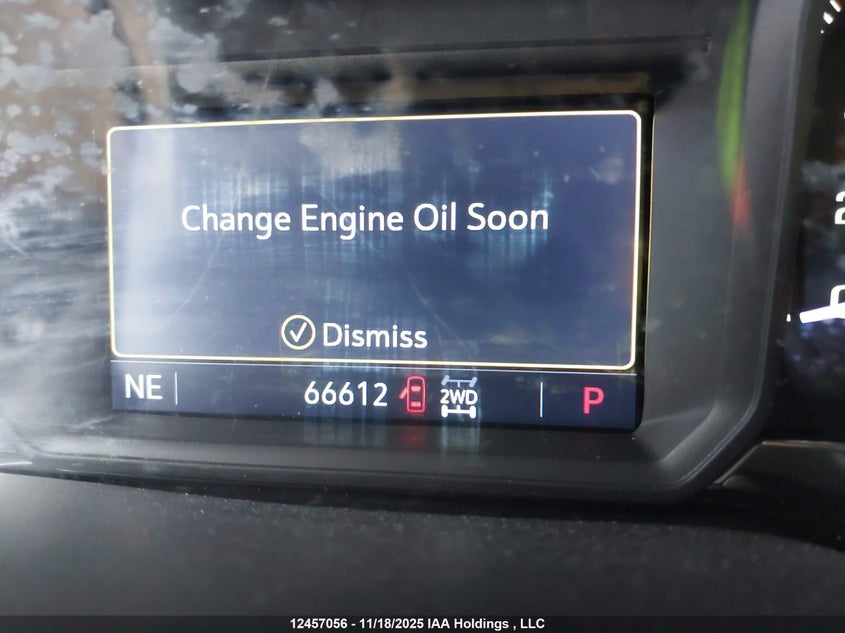 Change Engine Oil Soon
Dismiss
NE 66612 2WD P
12457056 - 11/18/2025 IAA Holdings , LLC